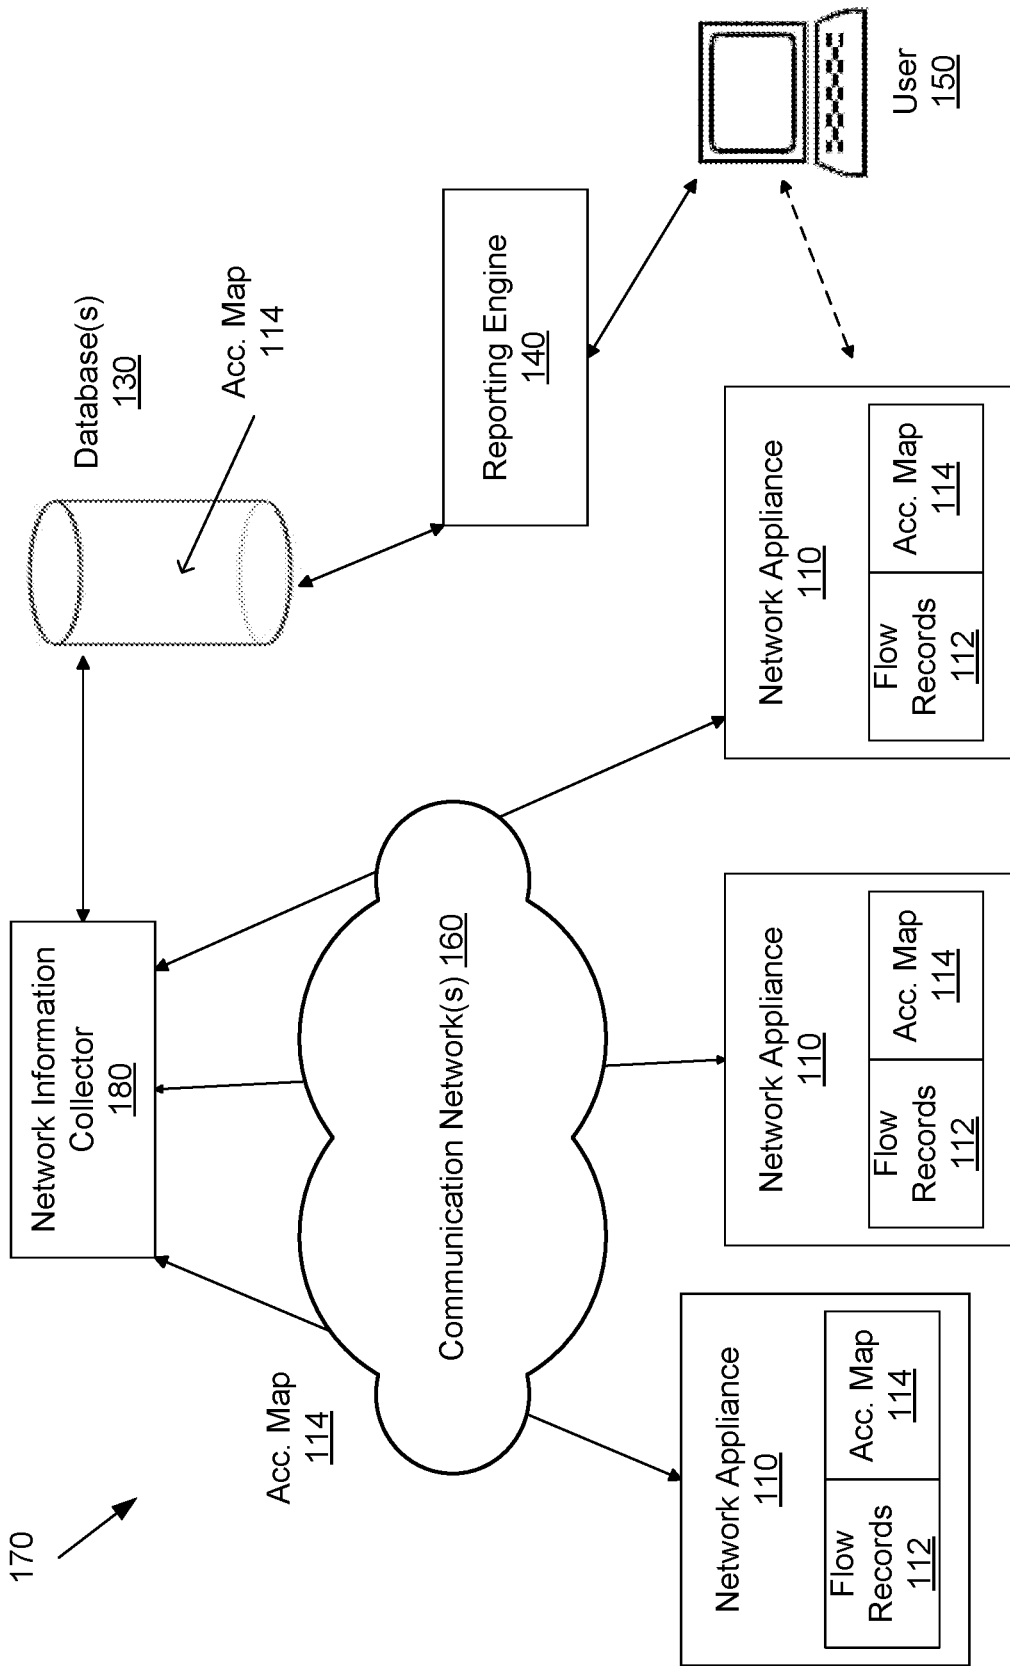 170
Network Information
Collector
180
Database(s)
130
Acc. Map
114
Acc. Map
114
Communication Network(s) 160
Reporting Engine
140
User
150
Network Appliance
110
Flow
Records
112
Acc. Map
114
Network Appliance
110
Flow
Records
112
Acc. Map
114
Network Appliance
110
Flow
Records
112
Acc. Map
114